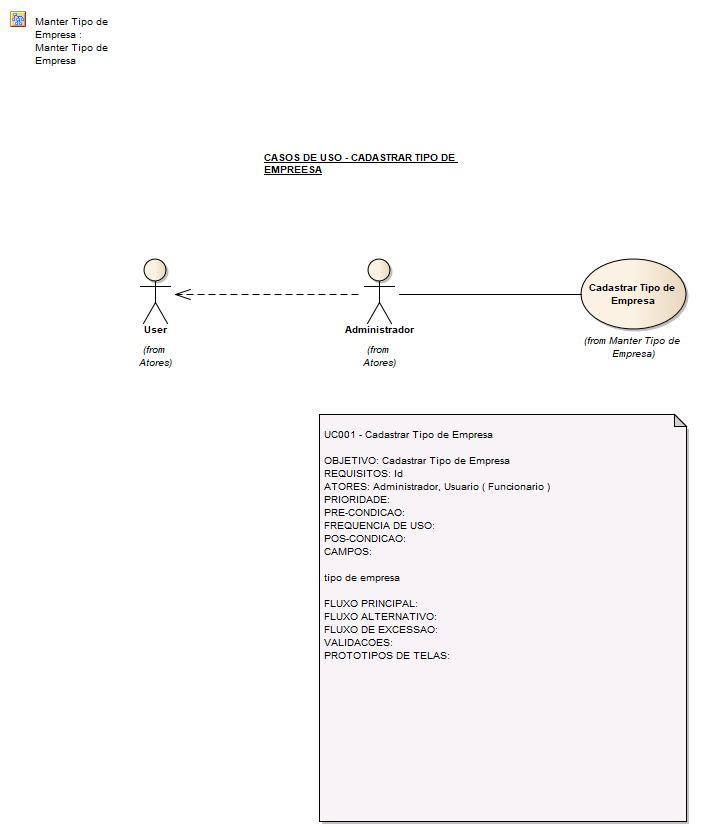 Manter Tipo de
Empresa :
Manter Tipo de
Empresa
CASOS DE USO - CADASTRAR TIPO DE
EMPREESA
User
(from
Atores)
Administrador
(from
Atores)
Cadastrar Tipo de
Empresa
(from Manter Tipo de
Empresa)
UC001 - Cadastrar Tipo de Empresa
OBJETIVO: Cadastrar Tipo de Empresa
REQUISITOS: Id
ATORES: Administrador, Usuario ( Funcionario )
PRIORIDADE:
PRE-CONDICAO:
FREQUENCIA DE USO:
POS-CONDICAO:
CAMPOS:
tipo de empresa
FLUXO PRINCIPAL:
FLUXO ALTERNATIVO:
FLUXO DE EXCESSAO:
VALIDACOES:
PROTOTIPOS DE TELAS: